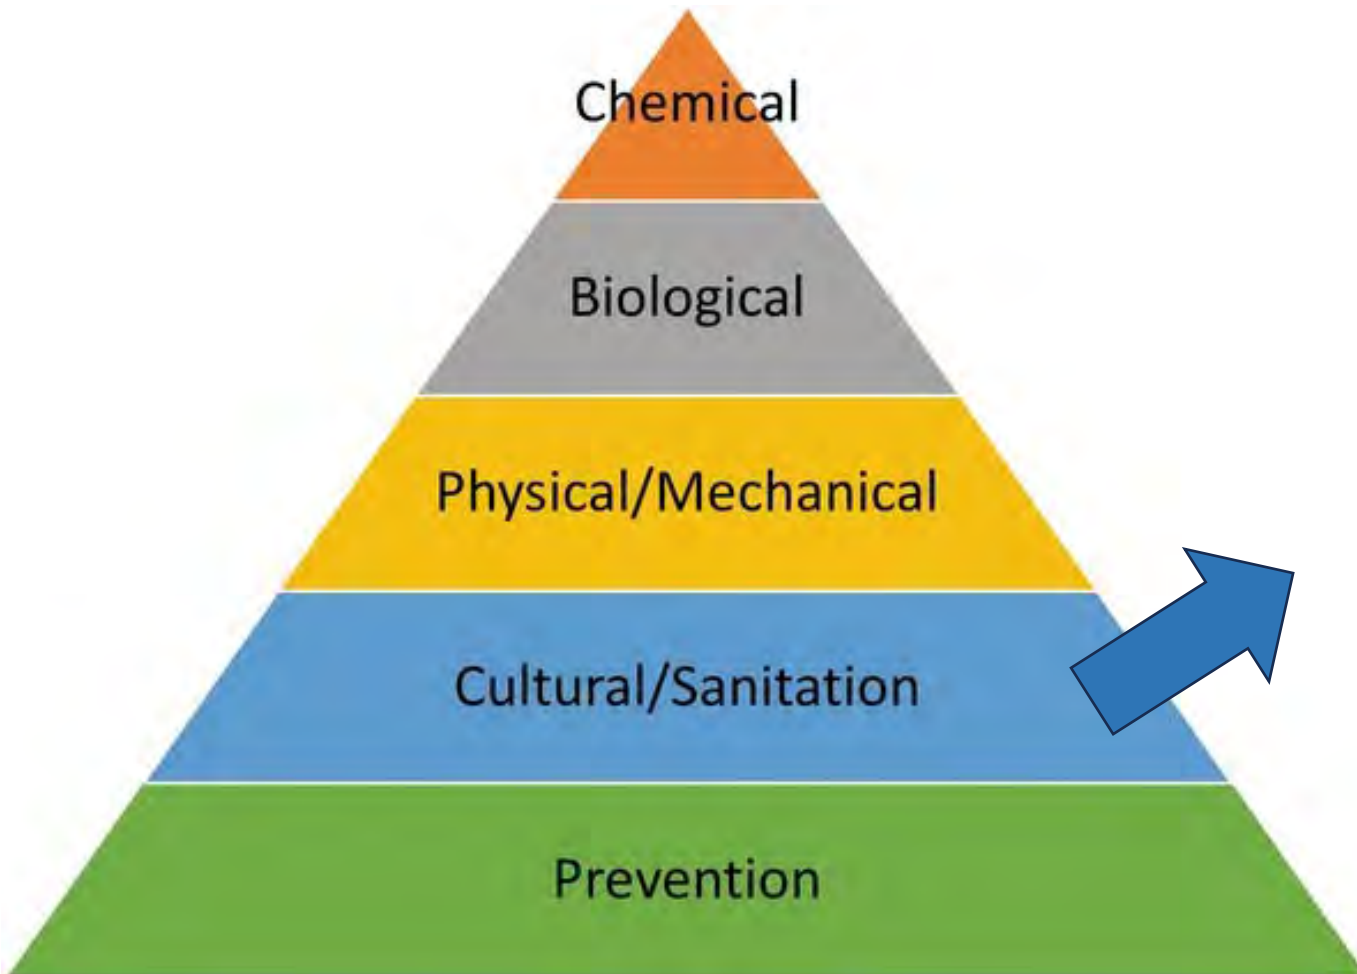 Chemical
Biological
Physical/Mechanical
Cultural/Sanitation
Prevention